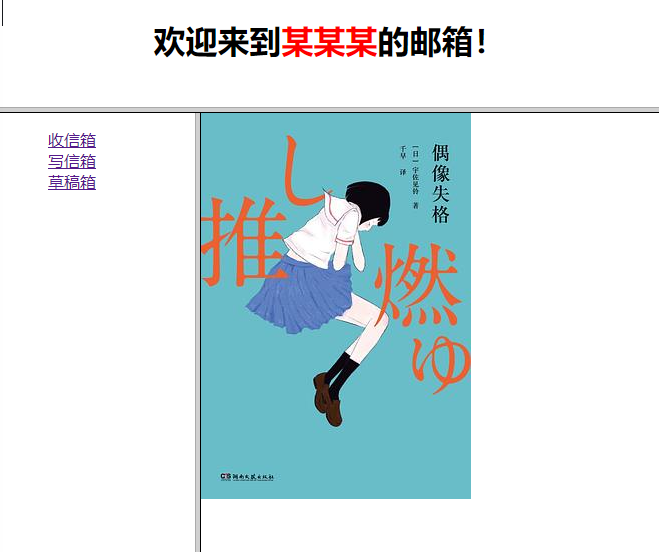 欢迎来到某某某的邮箱！
收信箱
写信箱
草稿箱
推し
燃ゆ
偶像失格
［日］宇佐见铃 著
千早 译
湖南文艺出版社